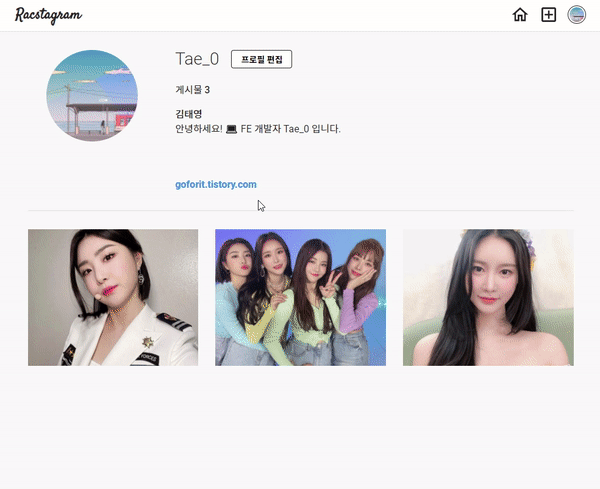 Racstagram
Tae_0 프로필 편집
게시물 3
김태영
안녕하세요! 💻 FE 개발자 Tae_0 입니다.
goforit.tistory.com
FORCES